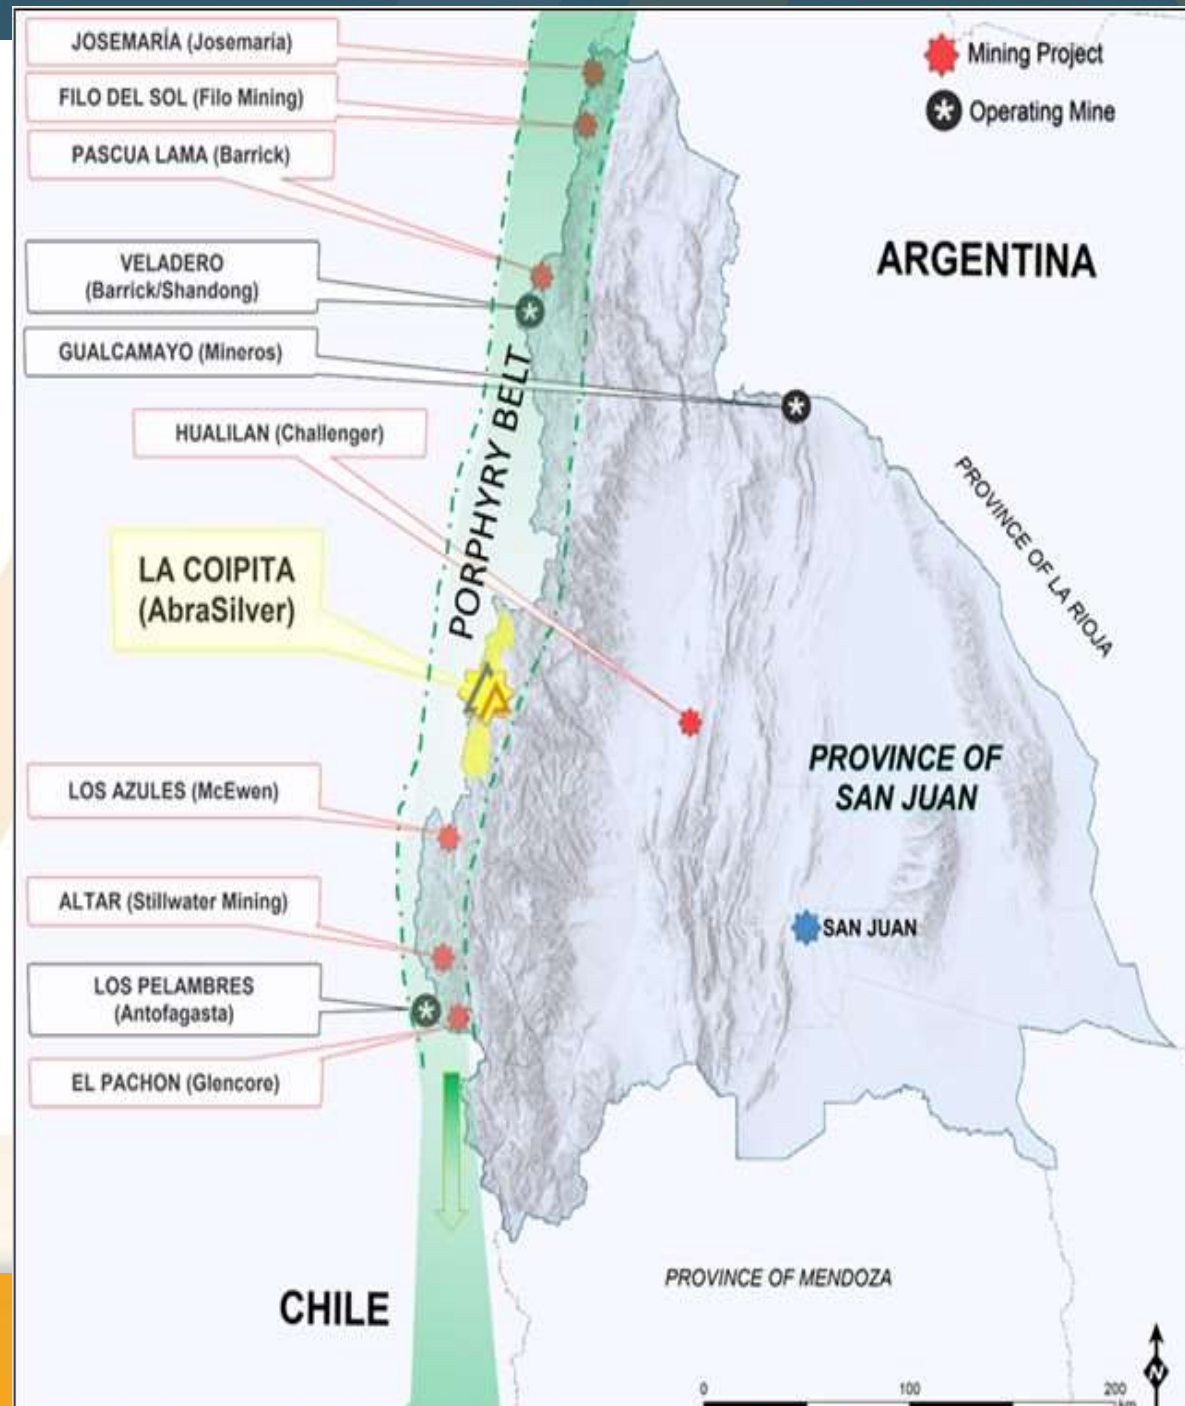 JOSEMARÍA (Josemaría)
FILO DEL SOL (Filo Mining)
PASCUA LAMA (Barrick)
VELADERO
(Barrick/Shandong)
GUALCAMAYO (Mineros)
HUALILAN (Challenger)
LA COIPITA
(AbraSilver)
LOS AZULES (McEwen)
ALTAR (Stillwater Mining)
LOS PELAMBRES
(Antofagasta)
EL PACHON (Glencore)
PORPHYRY BELT
Mining Project
Operating Mine
ARGENTINA
PROVINCE OF LA RIOJA
PROVINCE OF
SAN JUAN
SAN JUAN
PROVINCE OF MENDOZA
CHILE
0 100 200
km
N